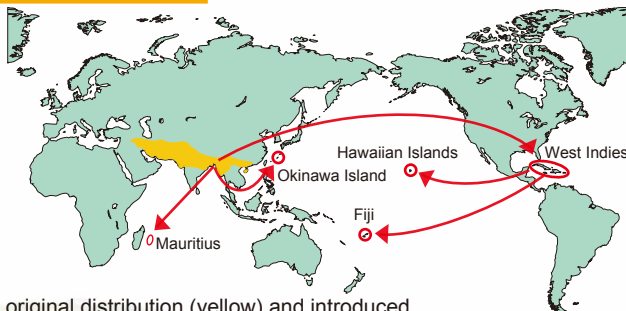 West Indies
Hawaiian Islands
Okinawa Island
Fiji
Mauritius
original distribution (yellow) and introduced